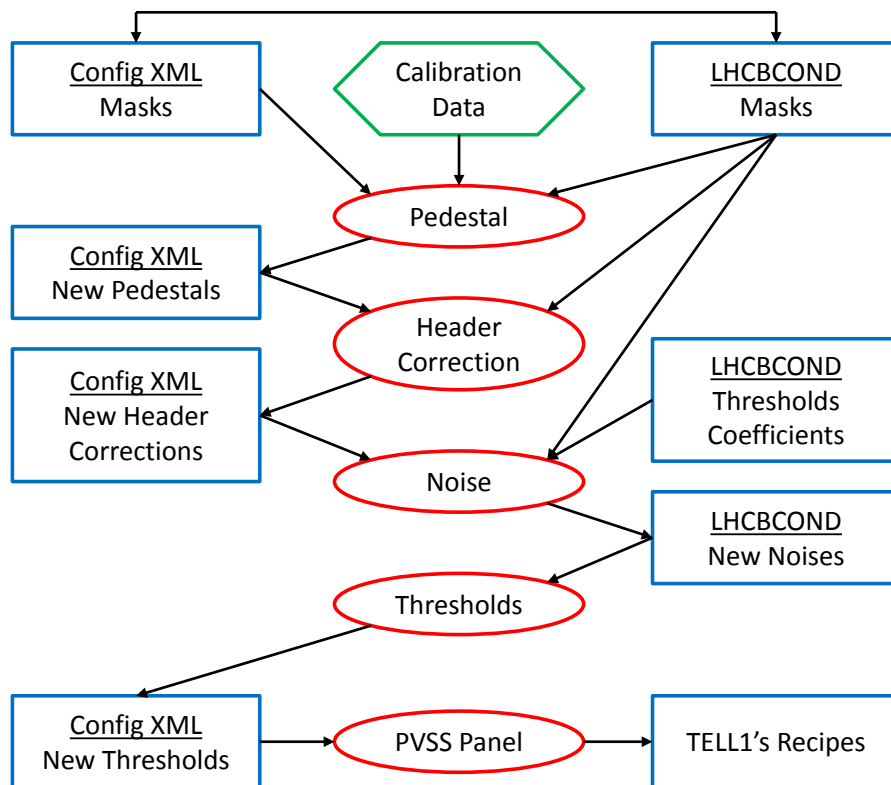 Config XML
Masks
Calibration
Data
LHCBCOND
Masks
Pedestal
Config XML
New Pedestals
Header
Correction
Config XML
New Header
Corrections
LHCBCOND
Thresholds
Coefficients
Noise
LHCBCOND
New Noises
Thresholds
Config XML
New Thresholds
PVSS Panel
TELL1's Recipes